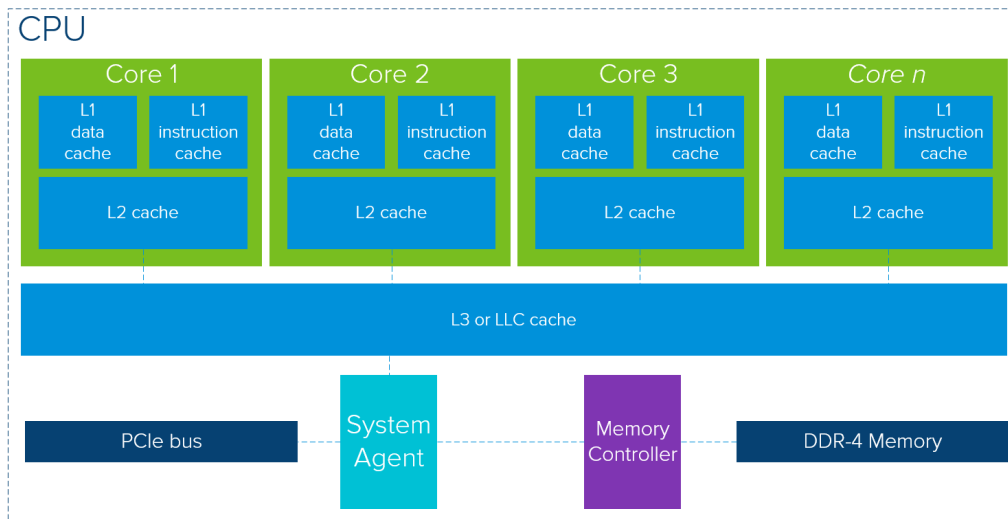 CPU
Core 1
L1
data
cache
L1
instruction
cache
L2 cache
Core 2
L1
data
cache
L1
instruction
cache
L2 cache
Core 3
L1
data
cache
L1
instruction
cache
L2 cache
Core n
L1
data
cache
L1
instruction
cache
L2 cache
L3 or LLC cache
PCIe bus
System
Agent
Memory
Controller
DDR-4 Memory